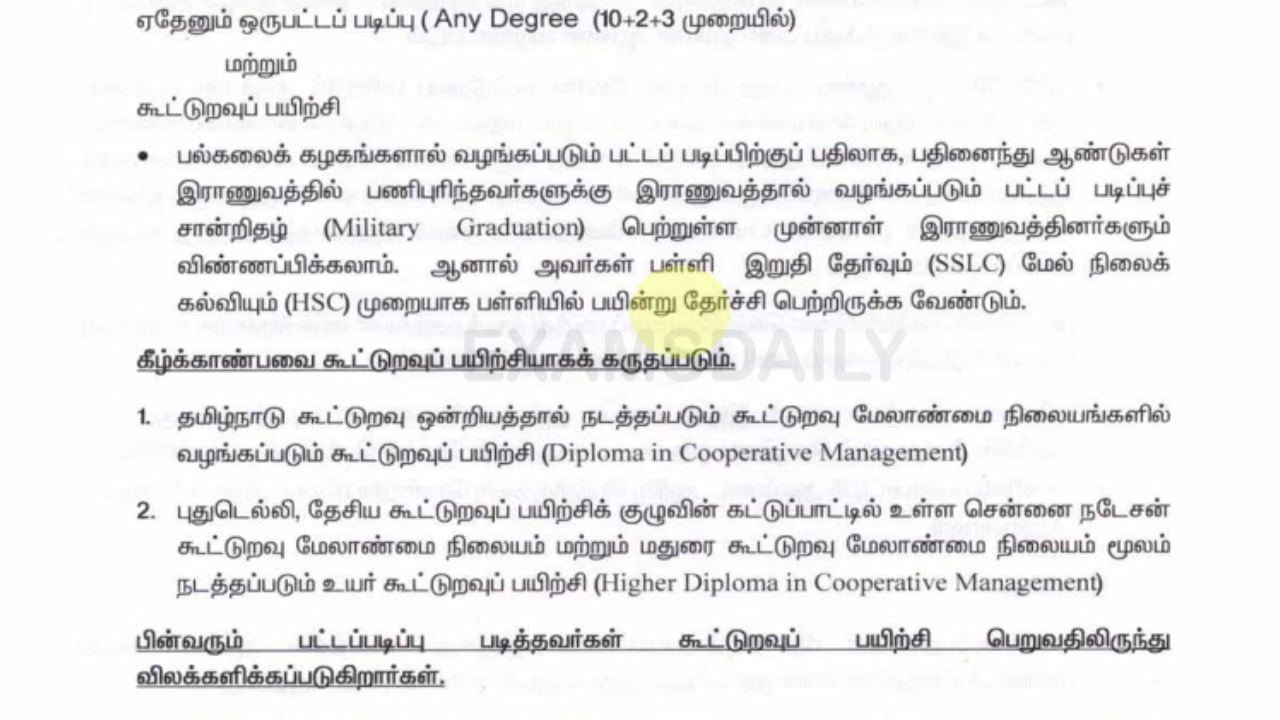 ஏதேனும் ஒருபட்டப் படிப்பு ( Any Degree (10+2+3 முறையில்)
மற்றும்
கூட்டுறவுப் பயிற்சி
• பல்கலைக் கழகங்களால் வழங்கப்படும் பட்டப் படிப்பிற்குப் பதிலாக, பதினைந்து ஆண்டுகள்
இராணுவத்தில் பணிபுரிந்தவர்களுக்கு இராணுவத்தால் வழங்கப்படும் பட்டப் படிப்புச்
சான்றிதழ் (Military Graduation) பெற்றுள்ள முன்னாள் இராணுவத்தினர்களும்
விண்ணப்பிக்கலாம். ஆனால் அவர்கள் பள்ளி இறுதி தேர்வும் (SSLC) மேல் நிலைக்
கல்வியும் (HSC) முறையாக பள்ளியில் பயின்று தேர்ச்சி பெற்றிருக்க வேண்டும்.
EXAMSDAILY
கீழ்க்காண்பவை கூட்டுறவுப் பயிற்சியாகக் கருதப்படும்.
1. தமிழ்நாடு கூட்டுறவு ஒன்றியத்தால் நடத்தப்படும் கூட்டுறவு மேலாண்மை நிலையங்களில்
வழங்கப்படும் கூட்டுறவுப் பயிற்சி (Diploma in Cooperative Management)
2. புதுடெல்லி, தேசிய கூட்டுறவுப் பயிற்சிக் குழுவின் கட்டுப்பாட்டில் உள்ள சென்னை நடேசன்
கூட்டுறவு மேலாண்மை நிலையம் மற்றும் மதுரை கூட்டுறவு மேலாண்மை நிலையம் மூலம்
நடத்தப்படும் உயர் கூட்டுறவுப் பயிற்சி (Higher Diploma in Cooperative Management)
பின்வரும் பட்டப்படிப்பு படித்தவர்கள் கூட்டுறவுப் பயிற்சி பெறுவதிலிருந்து
விலக்களிக்கப்படுகிறார்கள்.